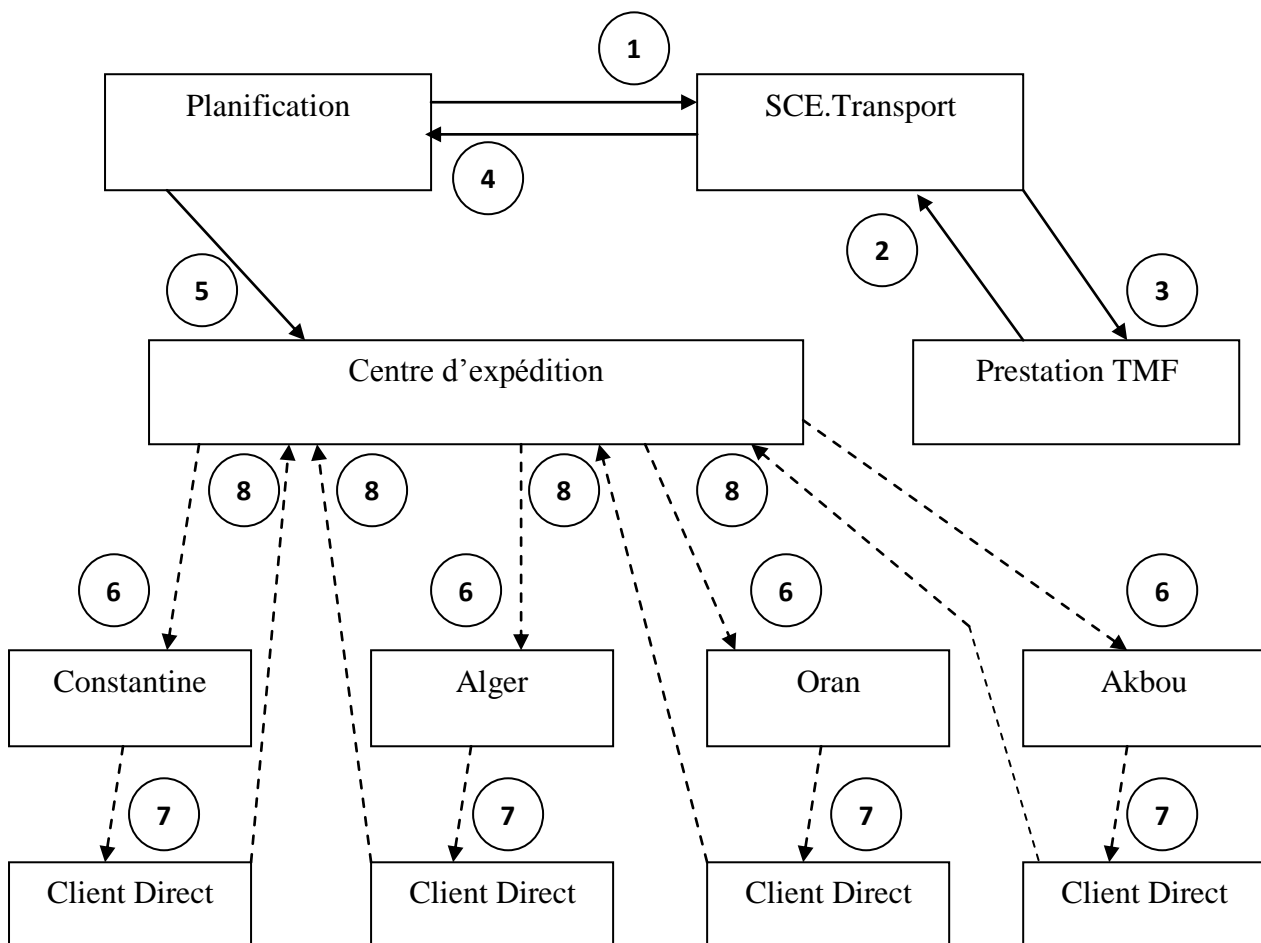 1
Planification
SCE.Transport
4
2
5
3
Centre d’expédition
Prestation TMF
8
8
8
8
6
6
6
6
Constantine
Alger
Oran
Akbou
7
7
7
7
Client Direct
Client Direct
Client Direct
Client Direct